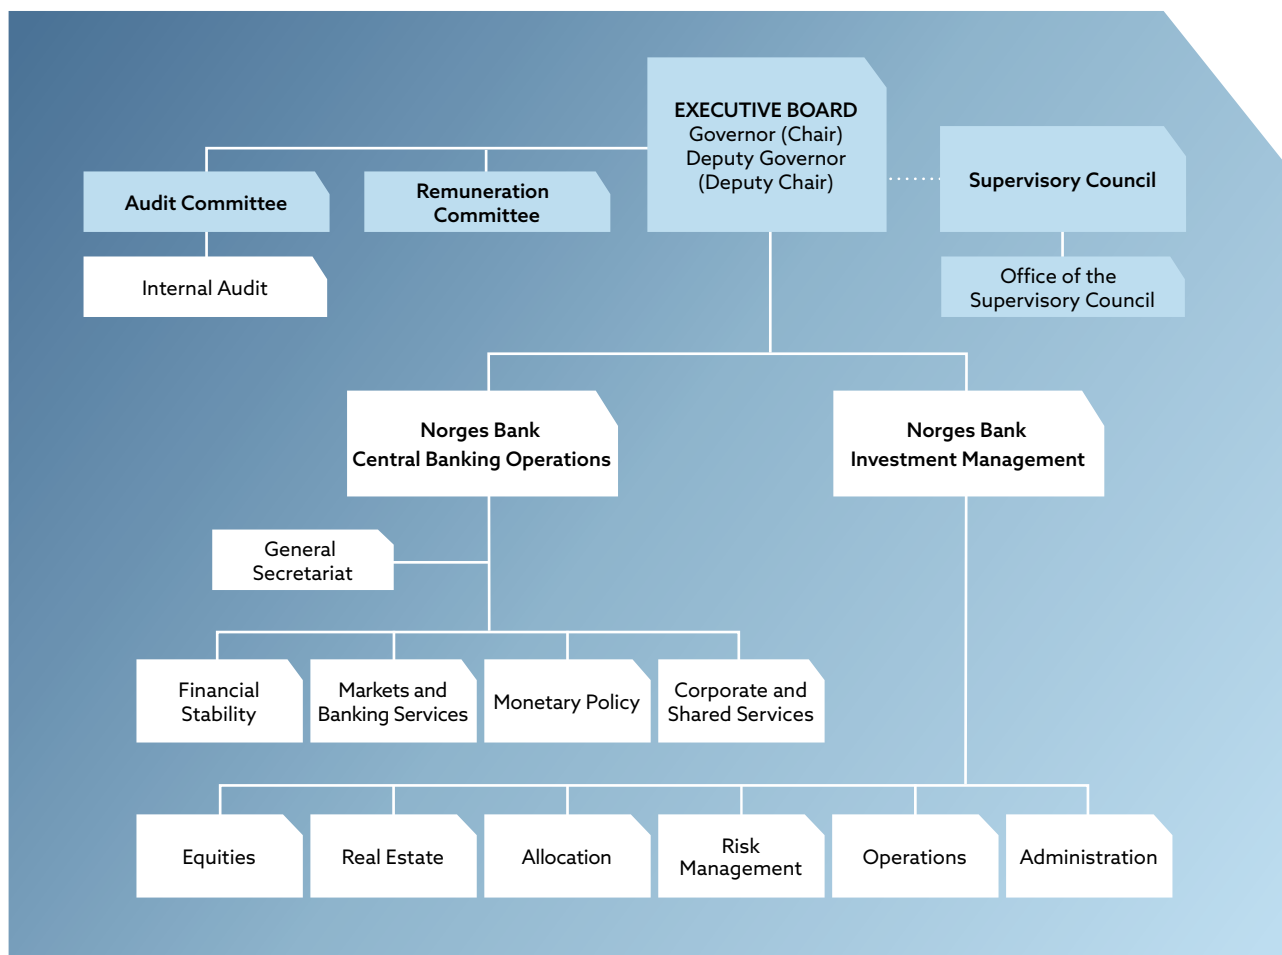 EXECUTIVE BOARD
Governor (Chair)
Deputy Governor
(Deputy Chair)
Supervisory Council
Audit Committee
Remuneration
Committee
Internal Audit
Office of the
Supervisory Council
Norges Bank
Central Banking Operations
Norges Bank
Investment Management
General
Secretariat
Financial
Stability
Markets and
Banking Services
Monetary Policy
Corporate and
Shared Services
Equities
Real Estate
Allocation
Risk
Management
Operations
Administration